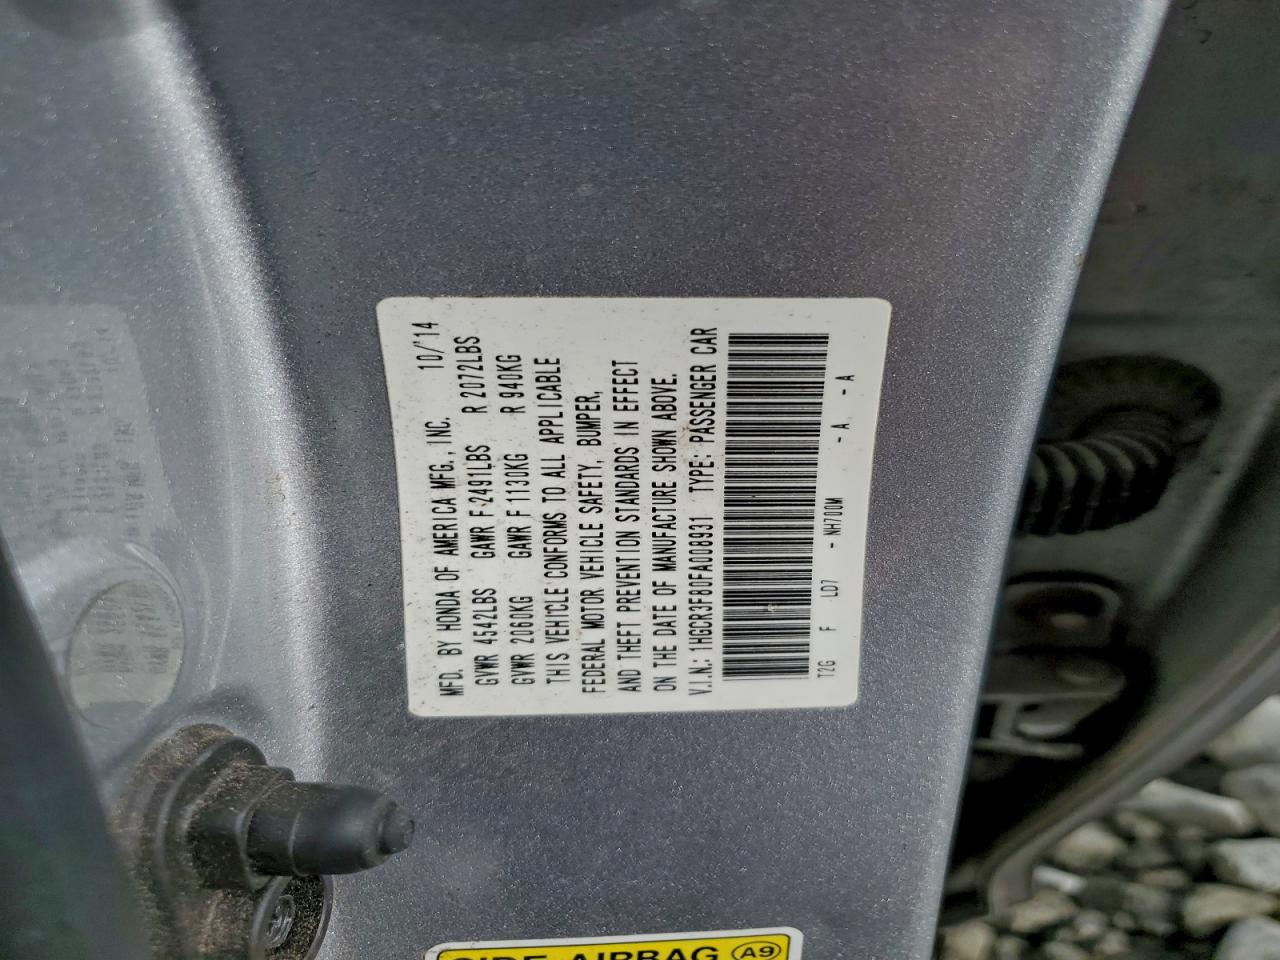 MFD. BY HONDA OF AMERICA MFG., INC. 10/'14
GVWR 4542LBS GAWR F 2491LBS R 2072LBS
GVWR 2060KG GAWR F 1130KG R 940KG
THIS VEHICLE CONFORMS TO ALL APPLICABLE
FEDERAL MOTOR VEHICLE SAFETY, BUMPER,
AND THEFT PREVENTION STANDARDS IN EFFECT
ON THE DATE OF MANUFACTURE SHOWN ABOVE.
V.I.N.: 1HGCR3F80FA008931 TYPE: PASSENGER CAR
T2G F LD7 - NH700M - A - A
SIDE AIRBAG A9